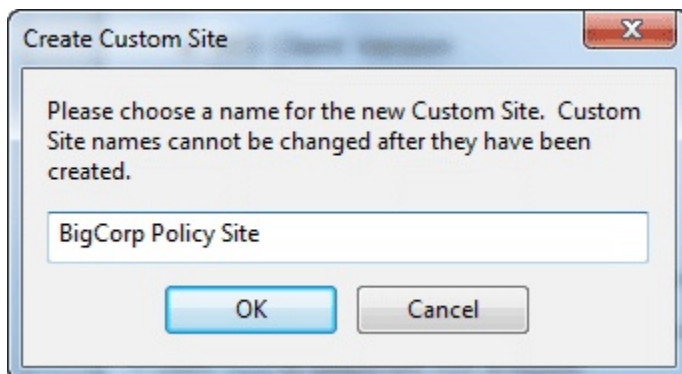 Create Custom Site
Please choose a name for the new Custom Site.  Custom
Site names cannot be changed after they have been
created.
BigCorp Policy Site
OK
Cancel